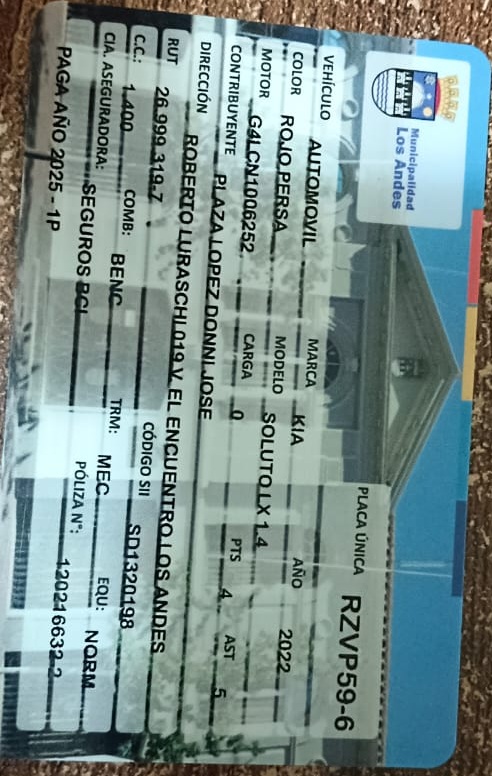 Municipalidad
Los Andes
PLACA ÚNICA RZVP59-6
VEHÍCULO AUTOMOVIL MARCA KIA AÑO 2022
COLOR ROJO PERSA MODELO SOLUTO LX 1.4
MOTOR G4LCN1006252 CARGA 0 PTS 4 AST 5
CONTRIBUYENTE PLAZA LOPEZ DONNI JOSE
DIRECCIÓN ROBERTO LURASCHI 019 V. EL ENCUENTRO LOS ANDES
RUT 26.999.319-7 CÓDIGO SII SD1320198
C.C.: 1.400 COMB: BENC TRM: MEC EQU: NORM
CIA. ASEGURADORA: SEGUROS BCI PÓLIZA N°: 120216632-2
PAGA AÑO 2025 - 1P